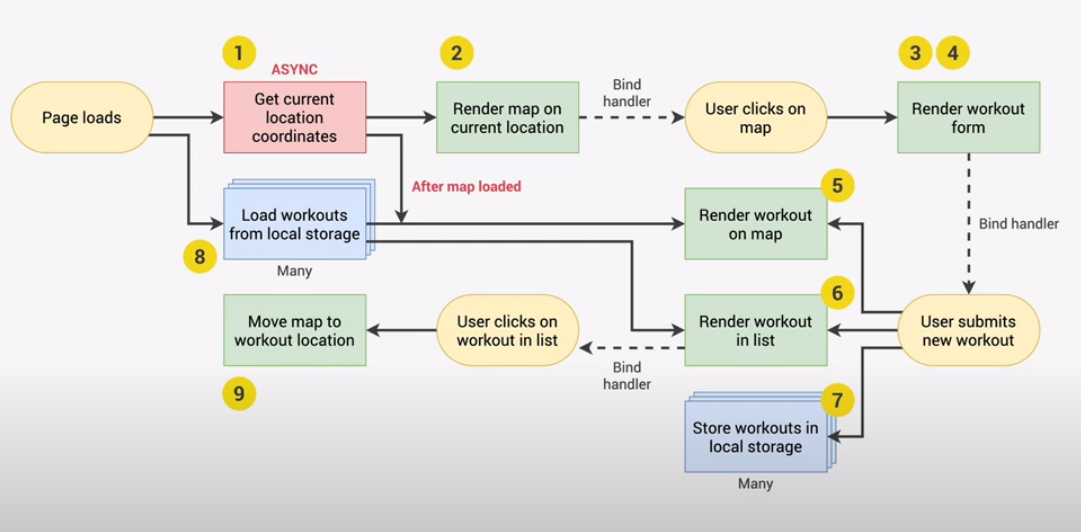 1
2
3
4
ASYNC
Page loads
Get current
location
coordinates
Render map on
current location
Bind
handler
User clicks on
map
Render workout
form
After map loaded
5
Load workouts
from local storage
Render workout
on map
Bind handler
8
Many
6
Move map to
workout location
User clicks on
workout in list
Render workout
in list
User submits
new workout
Bind
handler
9
7
Store workouts in
local storage
Many